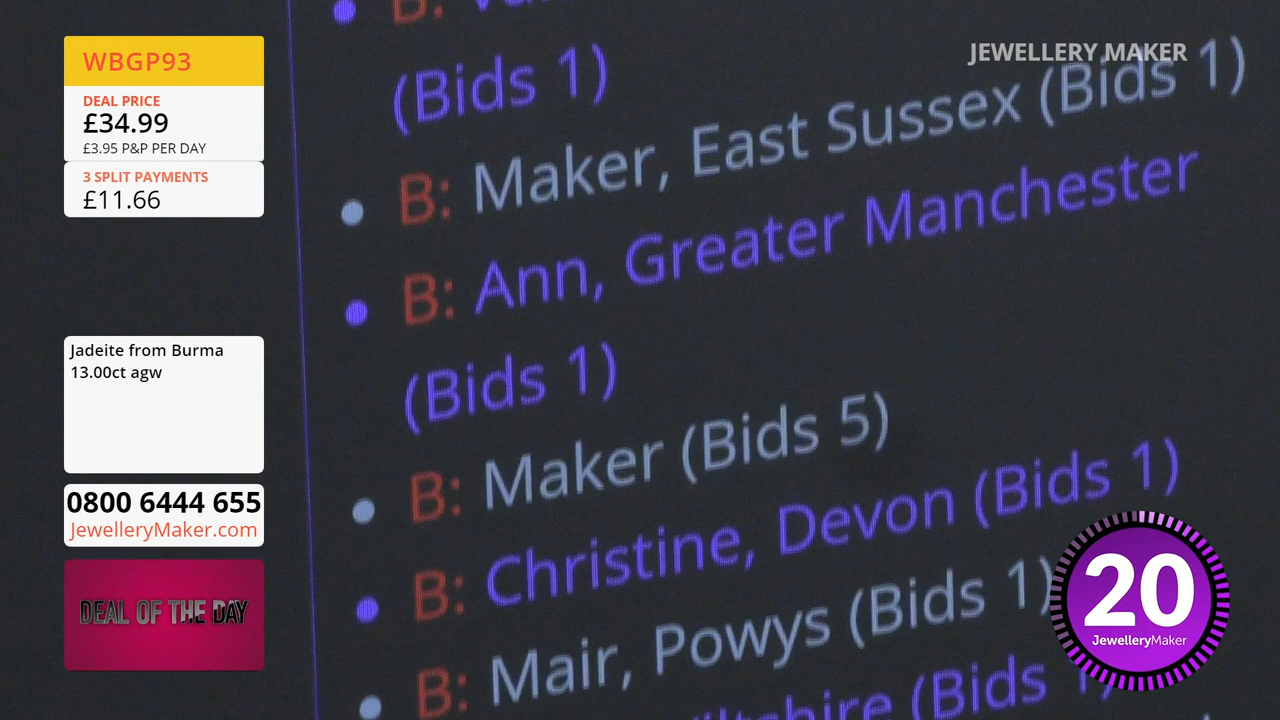 WBGP93
DEAL PRICE
£34.99
£3.95 P&P PER DAY
3 SPLIT PAYMENTS
£11.66
Jadeite from Burma
13.00ct agw
0800 6444 655
JewelleryMaker.com
DEAL OF THE DAY
JEWELLERY MAKER
B:
(Bids 1)
B: Maker, East Sussex (Bids 1)
B: Ann, Greater Manchester
(Bids 1)
B: Maker (Bids 5)
B: Christine, Devon (Bids 1)
B: Mair, Powys (Bids 1)
B: (Bids 1)
20
JewelleryMaker